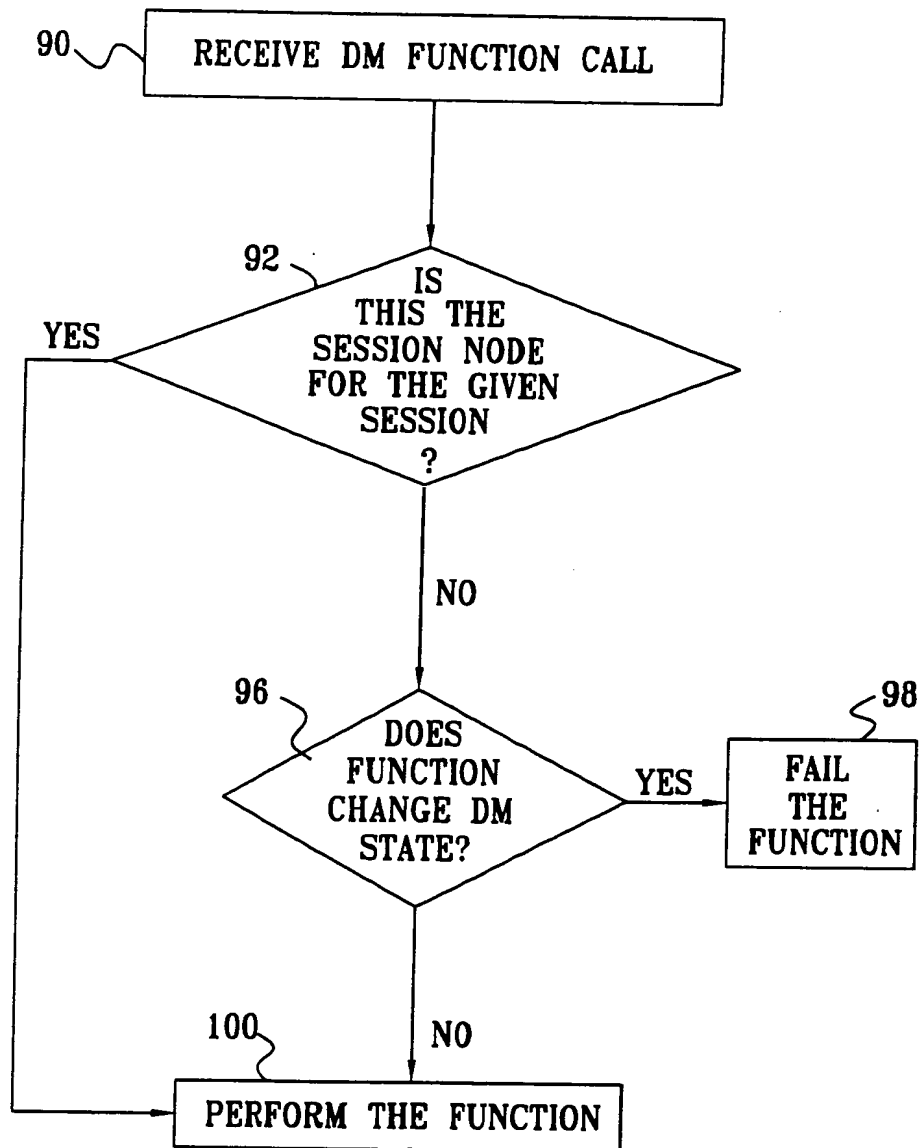 90
RECEIVE DM FUNCTION CALL
92
IS
THIS THE
SESSION NODE
FOR THE GIVEN
SESSION
?
YES
NO
96
DOES
FUNCTION
CHANGE DM
STATE?
YES
98
FAIL
THE
FUNCTION
NO
100
PERFORM THE FUNCTION